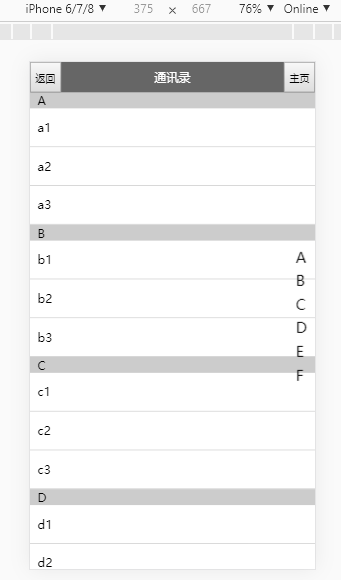 iPhone 6/7/8 ▼ 375 × 667 76% ▼ Online ▼
返回 通讯录 主页
A
a1
a2
a3
B
b1
b2
b3
C
c1
c2
c3
D
d1
d2
A
B
C
D
E
F